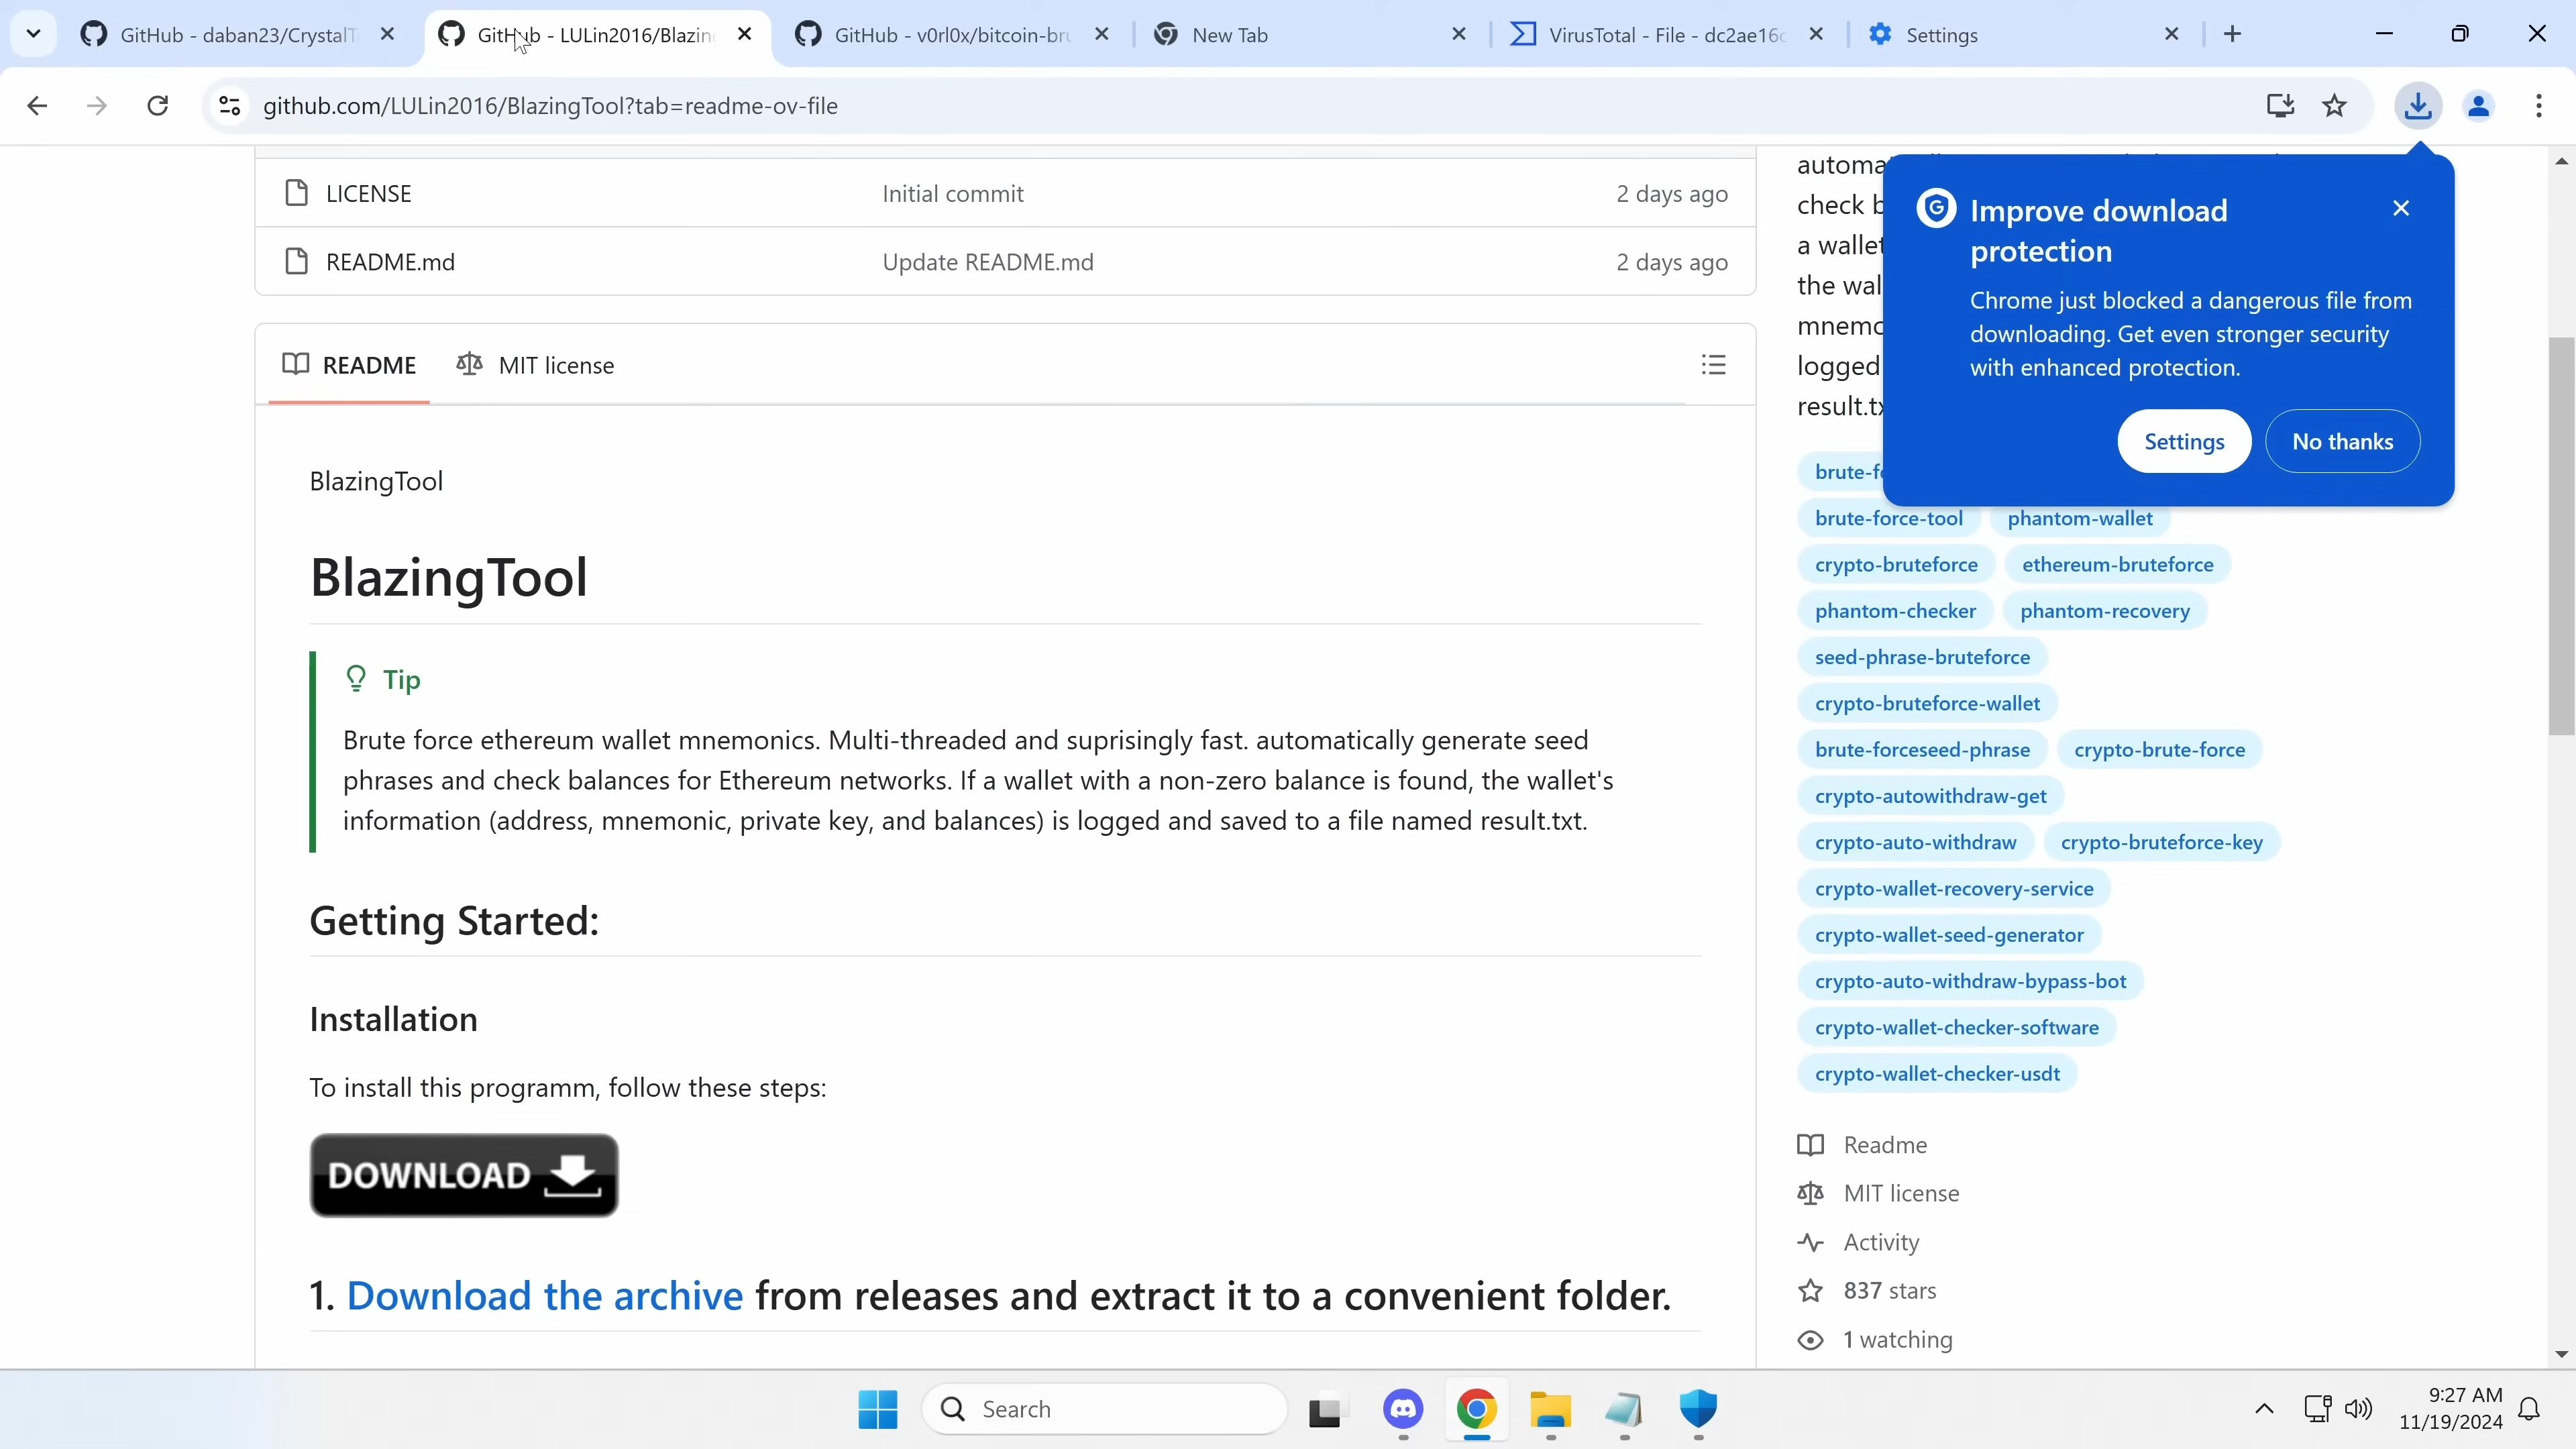 GitHub - daban23/CrystalT
GitHub - LULin2016/Blazin
GitHub - v0rl0x/bitcoin-bru
New Tab
VirusTotal - File - dc2ae16c
Settings
github.com/LULin2016/BlazingTool?tab=readme-ov-file
LICENSE
Initial commit
2 days ago
README.md
Update README.md
2 days ago
README
MIT license
BlazingTool
BlazingTool
Tip
Brute force ethereum wallet mnemonics. Multi-threaded and suprisingly fast. automatically generate seed
phrases and check balances for Ethereum networks. If a wallet with a non-zero balance is found, the wallet's
information (address, mnemonic, private key, and balances) is logged and saved to a file named result.txt.
Getting Started:
Installation
To install this programm, follow these steps:
DOWNLOAD
1. Download the archive from releases and extract it to a convenient folder.
automa
check b
a wallet
the wal
mnemo
logged
result.tx
Improve download
protection
Chrome just blocked a dangerous file from
downloading. Get even stronger security
with enhanced protection.
Settings
No thanks
brute-fo
brute-force-tool phantom-wallet
crypto-bruteforce ethereum-bruteforce
phantom-checker phantom-recovery
seed-phrase-bruteforce
crypto-bruteforce-wallet
brute-forceseed-phrase crypto-brute-force
crypto-autowithdraw-get
crypto-auto-withdraw crypto-bruteforce-key
crypto-wallet-recovery-service
crypto-wallet-seed-generator
crypto-auto-withdraw-bypass-bot
crypto-wallet-checker-software
crypto-wallet-checker-usdt
Readme
MIT license
Activity
837 stars
1 watching
Search
9:27 AM
11/19/2024